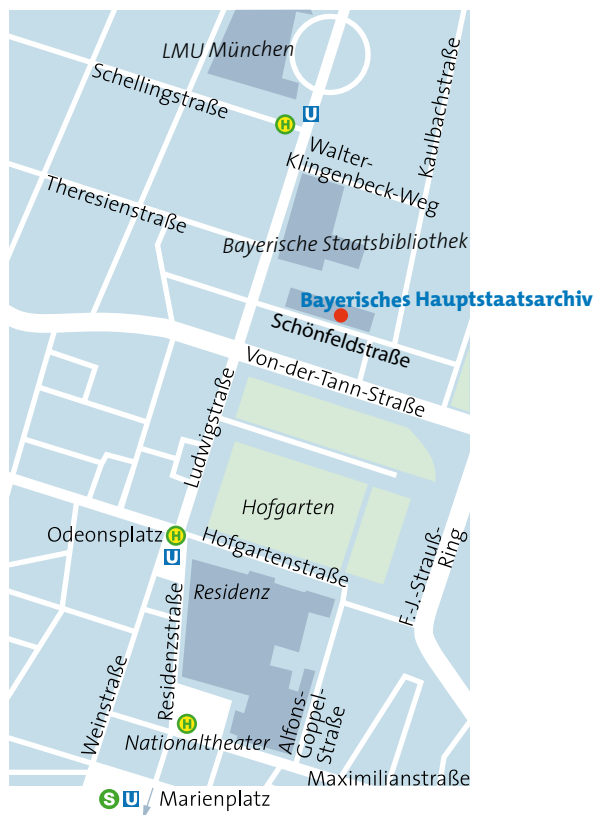 LMU München
Schellingstraße
Kaulbachstraße
U
H
Walter-
Klingenbeck-Weg
Theresienstraße
Bayerische Staatsbibliothek
Bayerisches Hauptstaatsarchiv
Schönfeldstraße
Von-der-Tann-Straße
Ludwigstraße
Hofgarten
Odeonsplatz
H
U
Hofgartenstraße
F.-J.-Strauß-
Ring
Residenz
Residenzstraße
Weinstraße
H
Nationaltheater
Alfons-
Goppel-
Straße
Maximilianstraße
S U Marienplatz